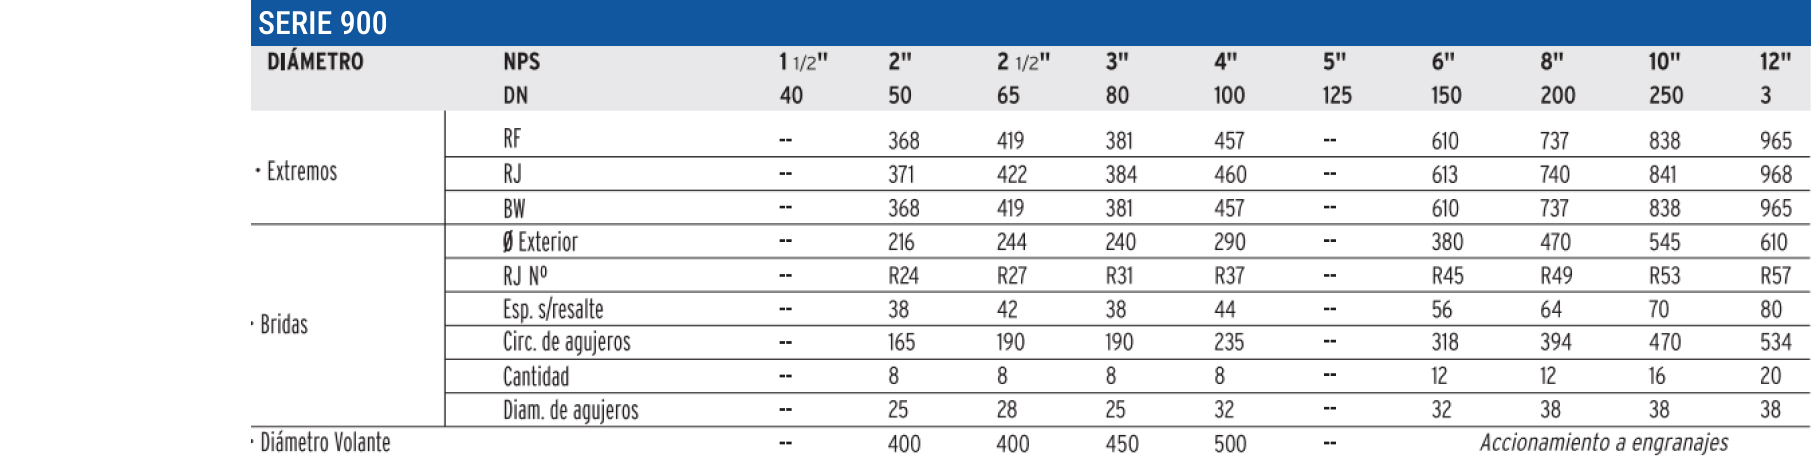 SERIE 900
DIÁMETRO NPS 1 1/2" 2" 2 1/2" 3" 4" 5" 6" 8" 10" 12"
DN 40 50 65 80 100 125 150 200 250 3
RF -- 368 419 381 457 -- 610 737 838 965
· Extremos RJ -- 371 422 384 460 -- 613 740 841 968
BW -- 368 419 381 457 -- 610 737 838 965
Ø Exterior -- 216 244 240 290 -- 380 470 545 610
RJ Nº -- R24 R27 R31 R37 -- R45 R49 R53 R57
Esp. s/resalte -- 38 42 38 44 -- 56 64 70 80
· Bridas
Circ. de agujeros -- 165 190 190 235 -- 318 394 470 534
Cantidad -- 8 8 8 8 -- 12 12 16 20
Diam. de agujeros -- 25 28 25 32 -- 32 38 38 38
· Diámetro Volante -- 400 400 450 500 -- Accionamiento a engranajes